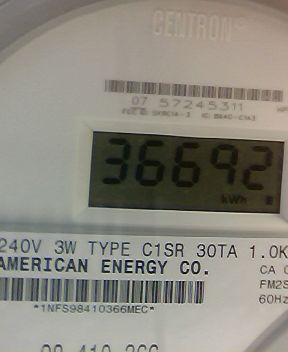 CENTRON®
07 57245311
36692
kWh
240V 3W TYPE C1SR 30TA 1.0K
AMERICAN ENERGY CO.
CA
FM2S
60Hz
*1NFS98410366MEC*